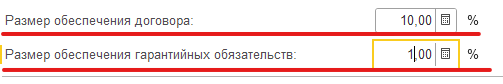 Размер обеспечения договора: 10,00 %
Размер обеспечения гарантийных обязательств: 1,00 %